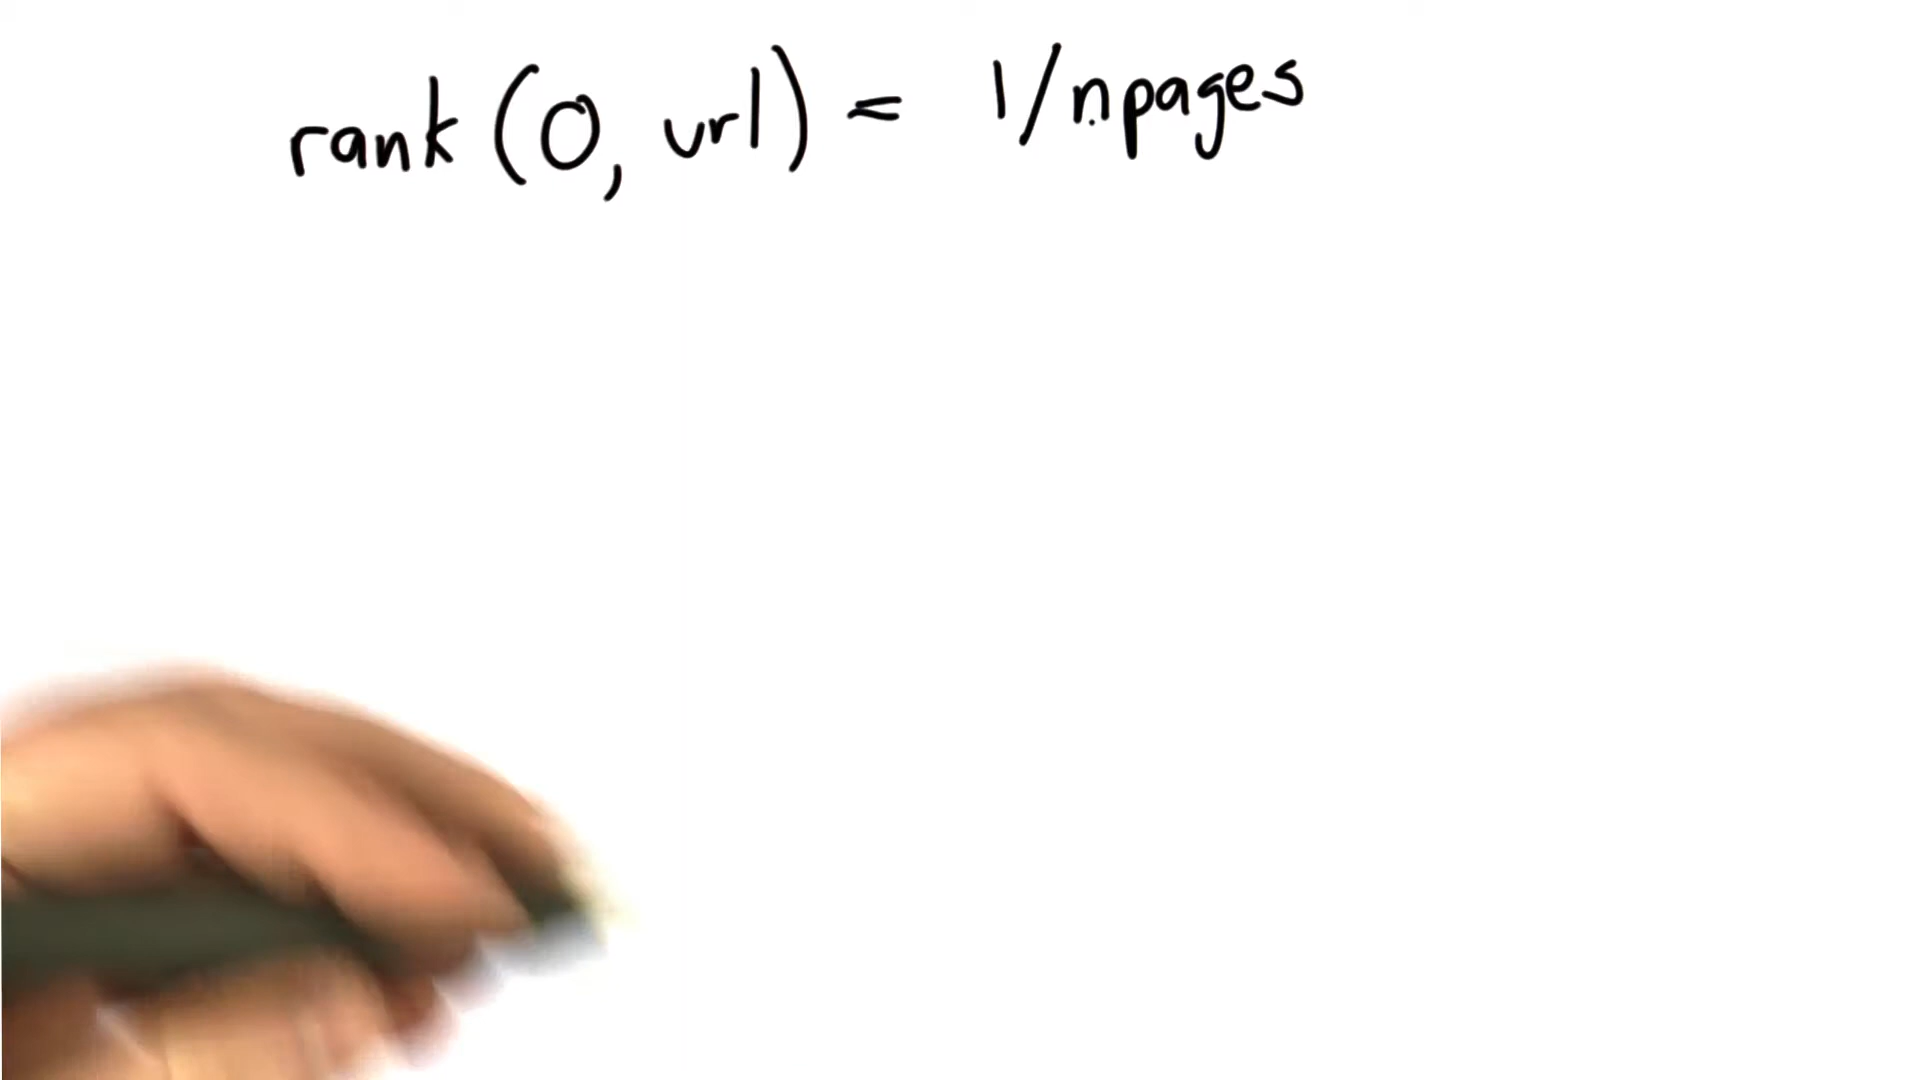 rank(0, url) = 1/npages